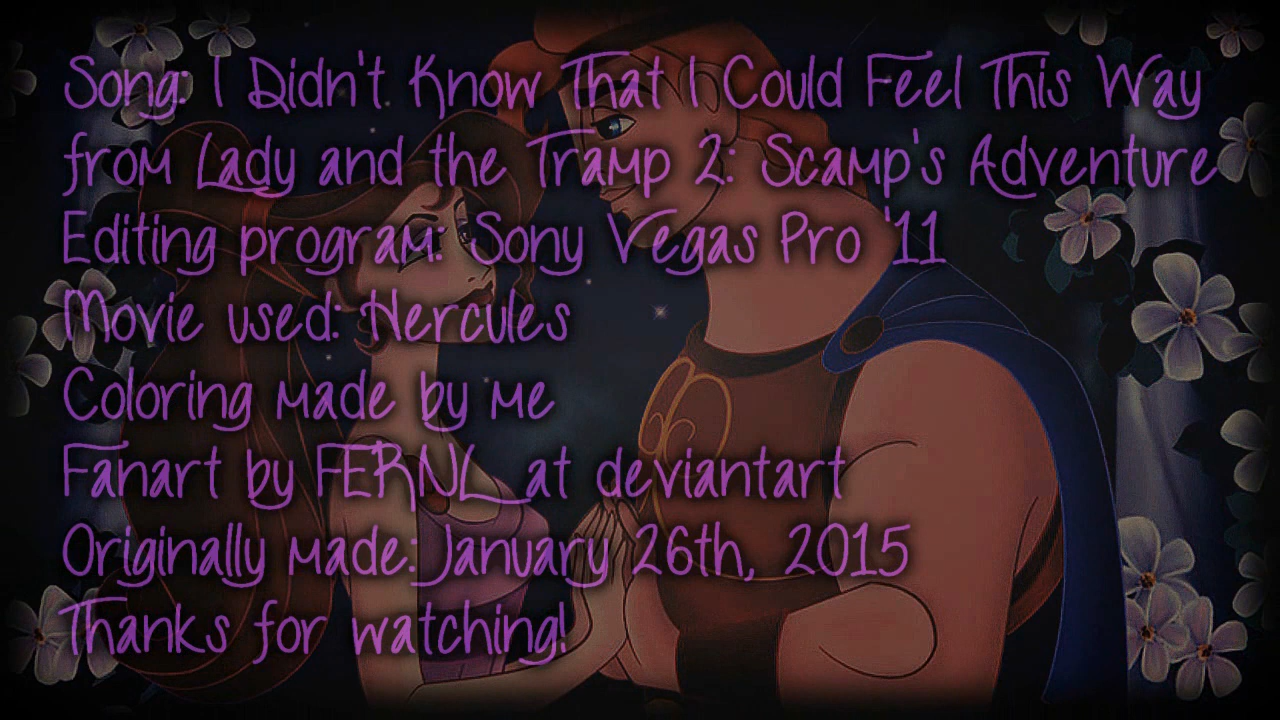 Song: I Didn't Know That I Could Feel This Way
from Lady and the Tramp 2: Scamp's Adventure
Editing program: Sony Vegas Pro '11
Movie used: Hercules
Coloring made by me
Fanart by FERNL at deviantart
Originally made: January 26th, 2015
Thanks for watching!